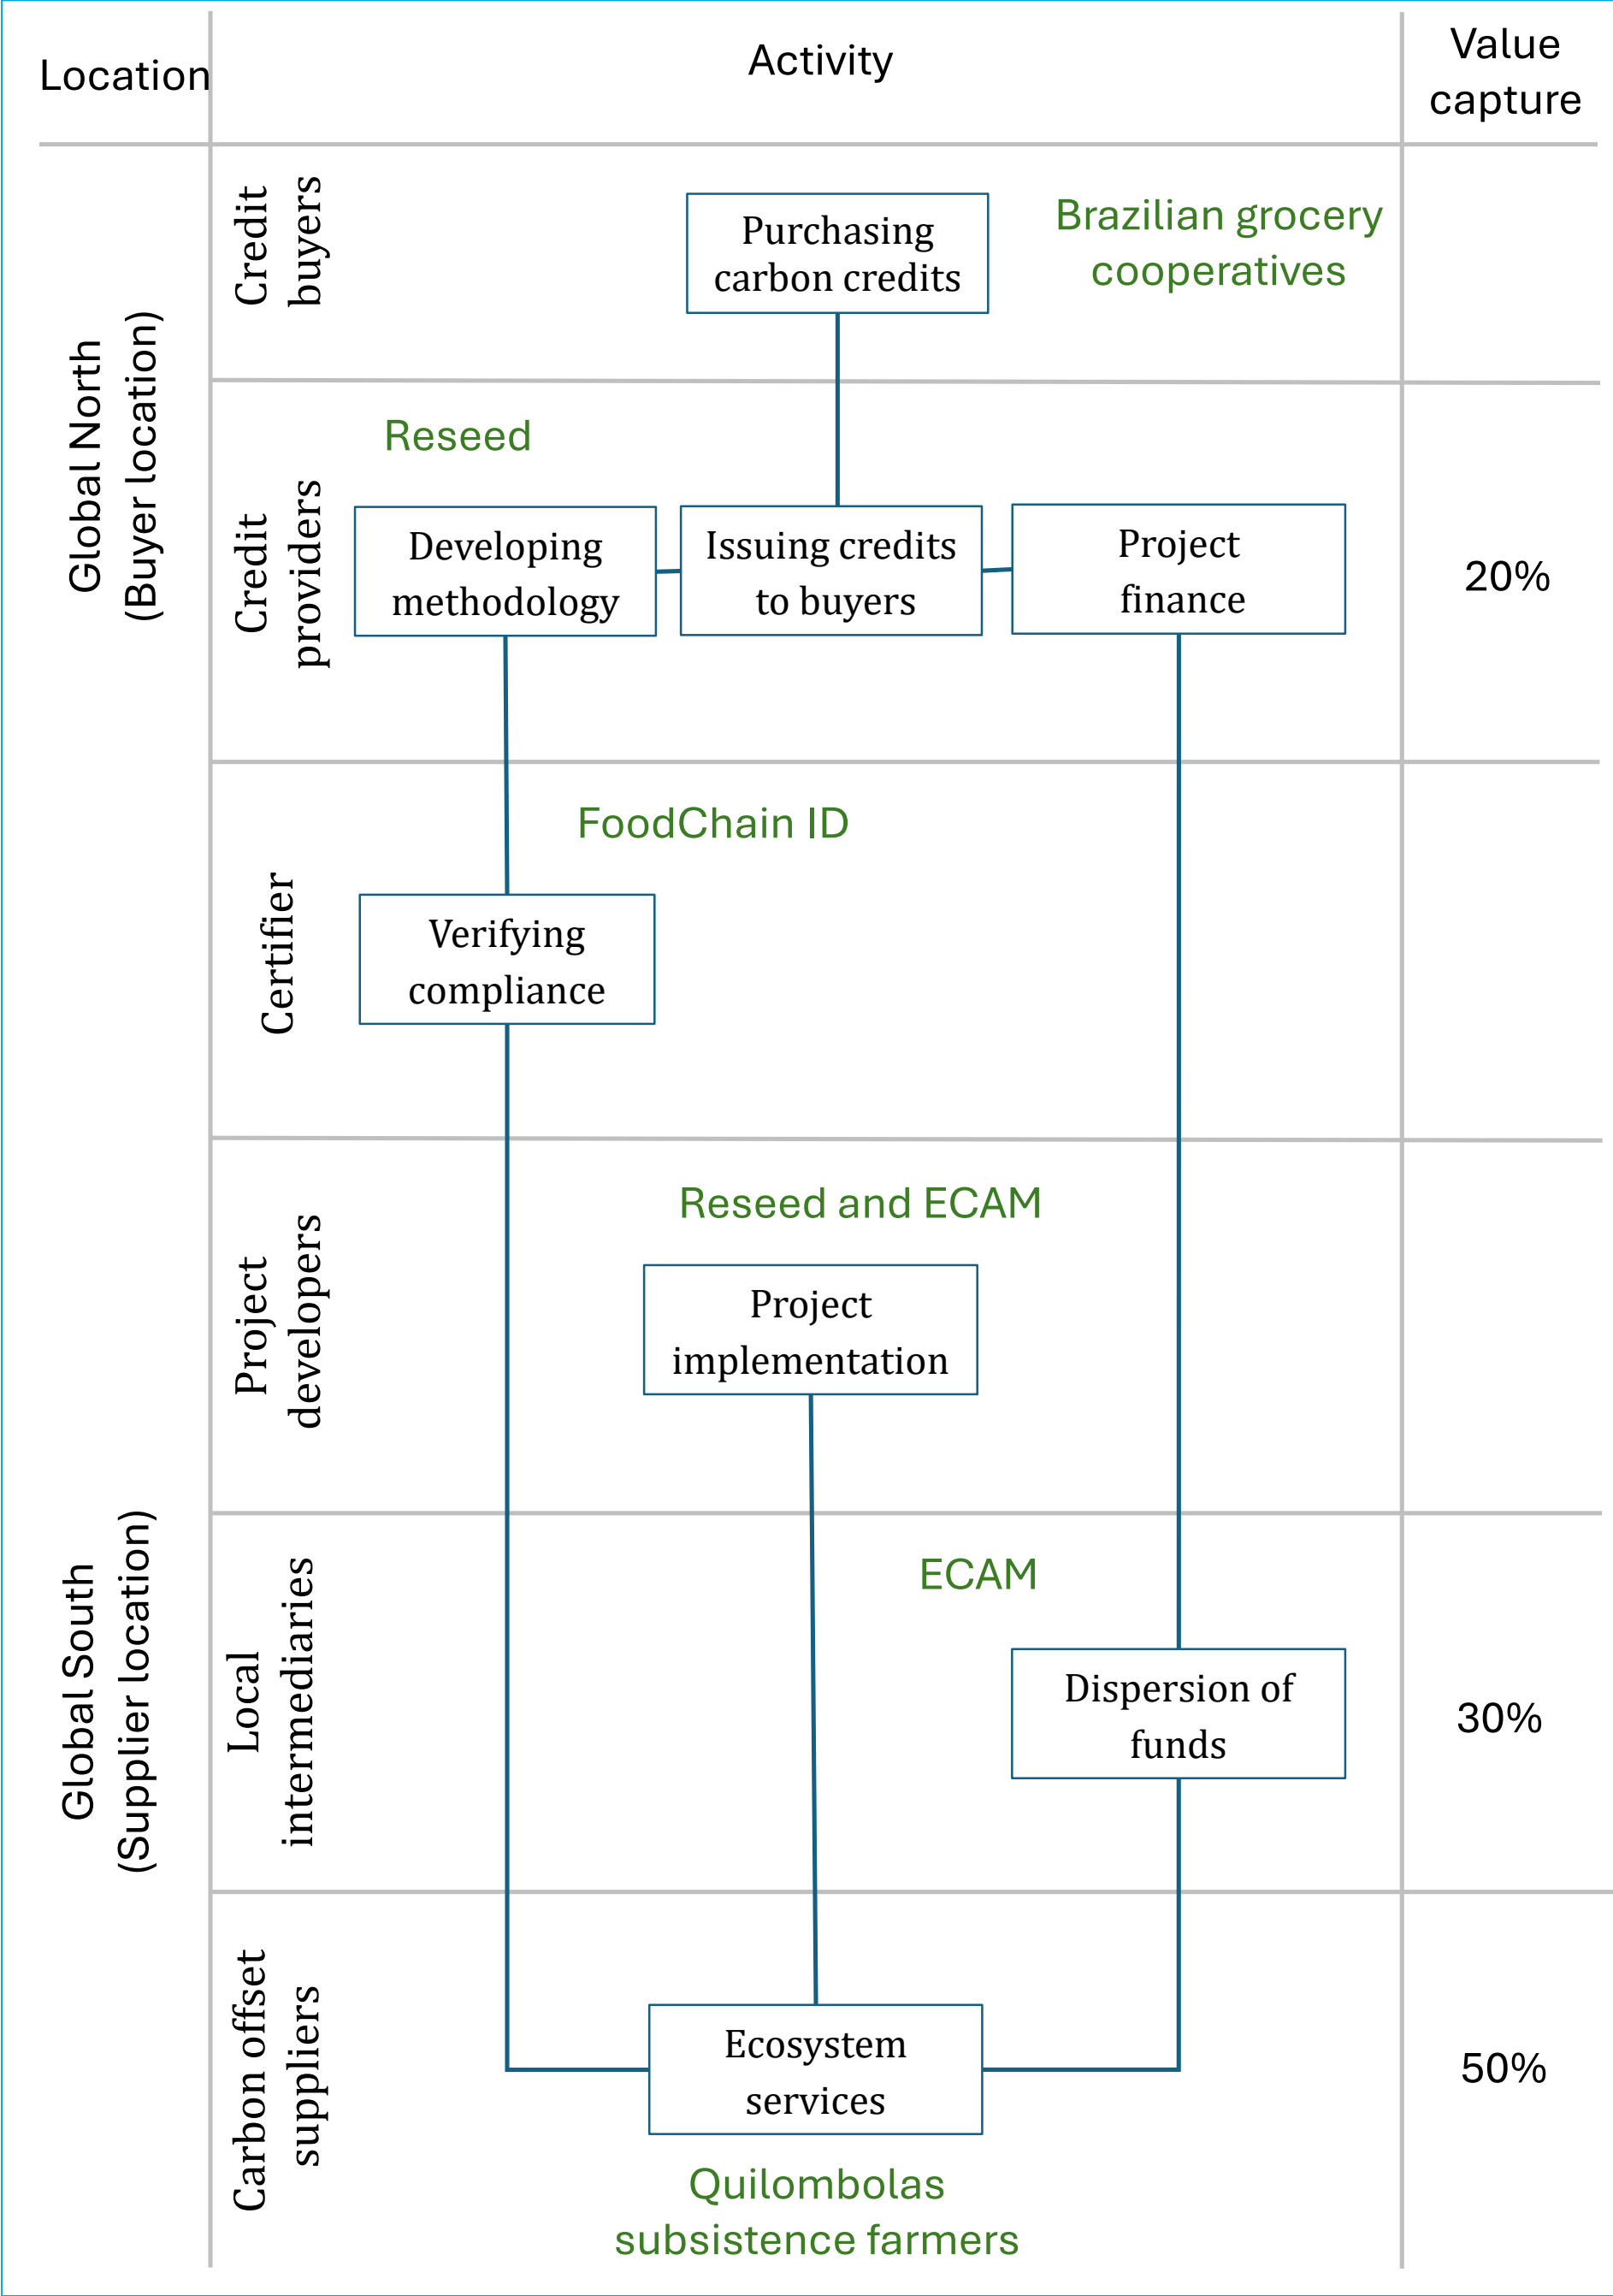 Location
Activity
Value
capture
Global North
(Buyer location)
Credit
buyers
Purchasing
carbon credits
Brazilian grocery
cooperatives
Credit
providers
Reseed
Developing
methodology
Issuing credits
to buyers
Project
finance
20%
Certifier
FoodChain ID
Verifying
compliance
Global South
(Supplier location)
Project
developers
Reseed and ECAM
Project
implementation
Local
intermediaries
ECAM
Dispersion of
funds
30%
Carbon offset
suppliers
Ecosystem
services
50%
Quilombolas
subsistence farmers